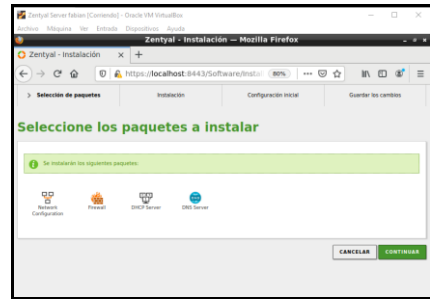 Zentyal Server fabian [Corriendo] - Oracle VM VirtualBox
Archivo Máquina Ver Entrada Dispositivos Ayuda
Zentyal - Instalación — Mozilla Firefox
Zentyal - Instalación
https://localhost:8443/Software/Instal 80%
Selección de paquetes Instalación Configuración inicial Guardar los cambios
Seleccione los paquetes a instalar
Se instalarán los siguientes paquetes:
Network Firewall DHCP Server DNS Server
Configuration
CANCELAR CONTINUAR